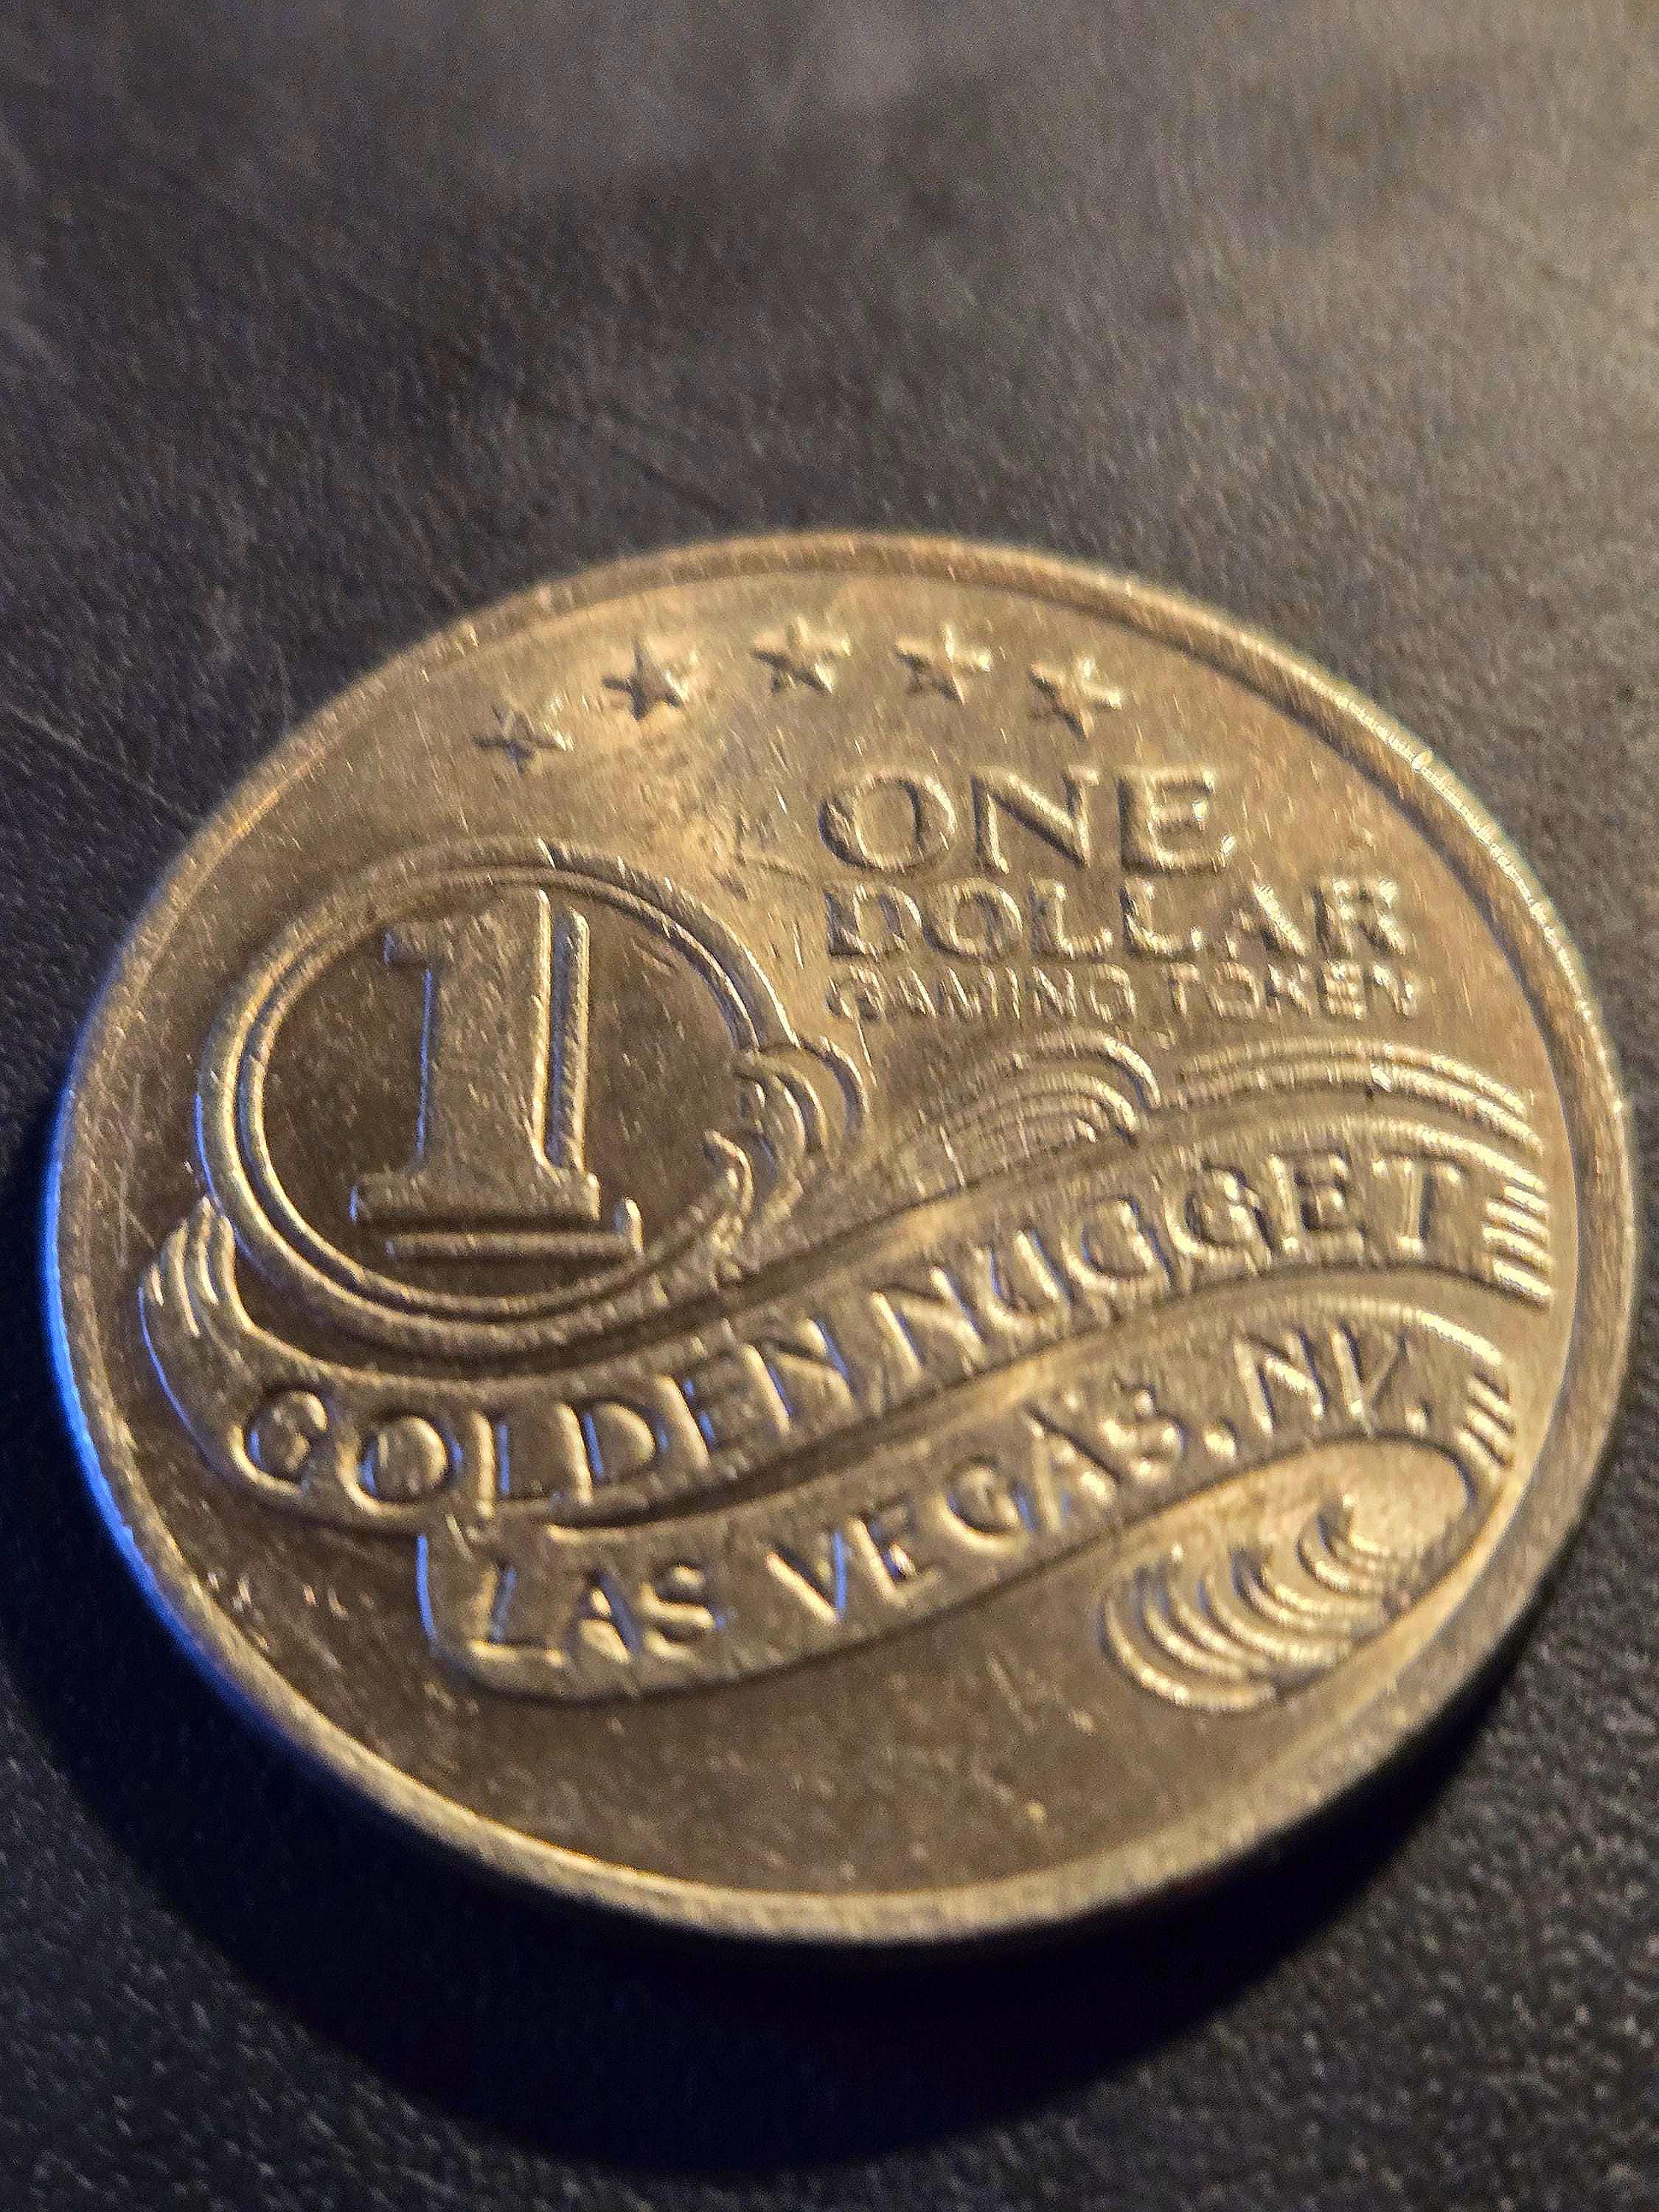 ONE
DOLLAR
GAMING TOKEN
1
GOLDEN NUGGET
LAS VEGAS, NV.